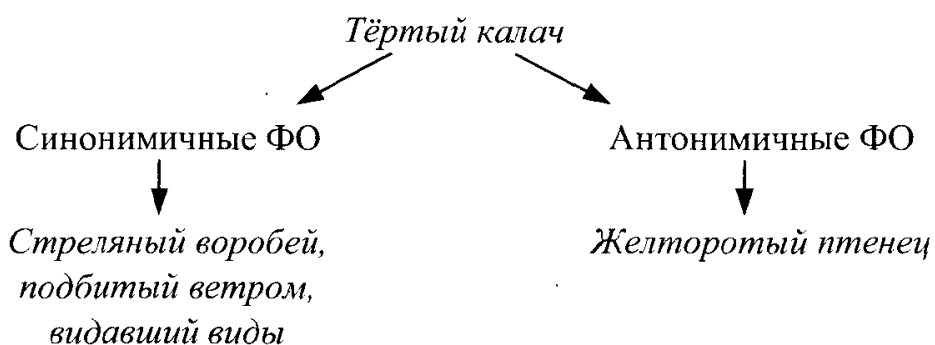 Тёртый калач
Синонимичные ФО
Антонимичные ФО
Стреляный воробей,
подбитый ветром,
видавший виды
Желторотый птенец